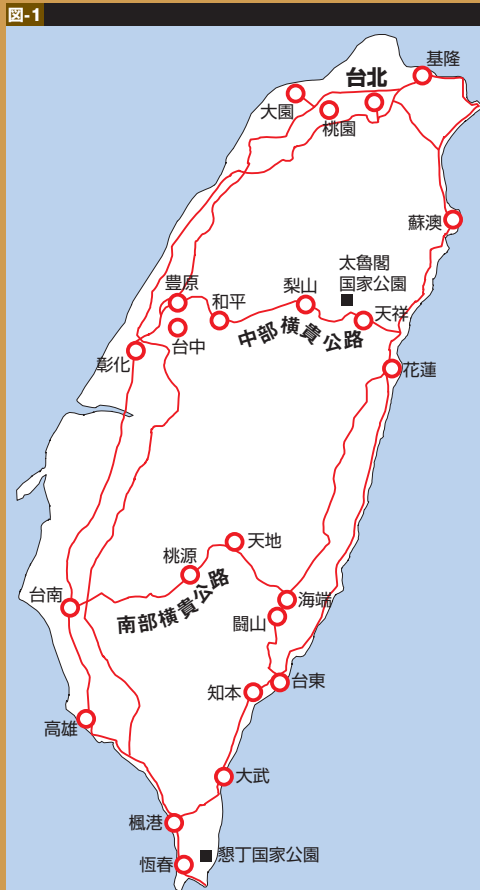 図-1
基隆
台北
大園
桃園
蘇澳
太魯閣
国家公園
豊原
和平
梨山
天祥
中部横貴公路
台中
彰化
花蓮
天地
桃源
台南
海端
南部横貴公路
闘山
台東
知本
高雄
大武
楓港
墾丁国家公園
恆春